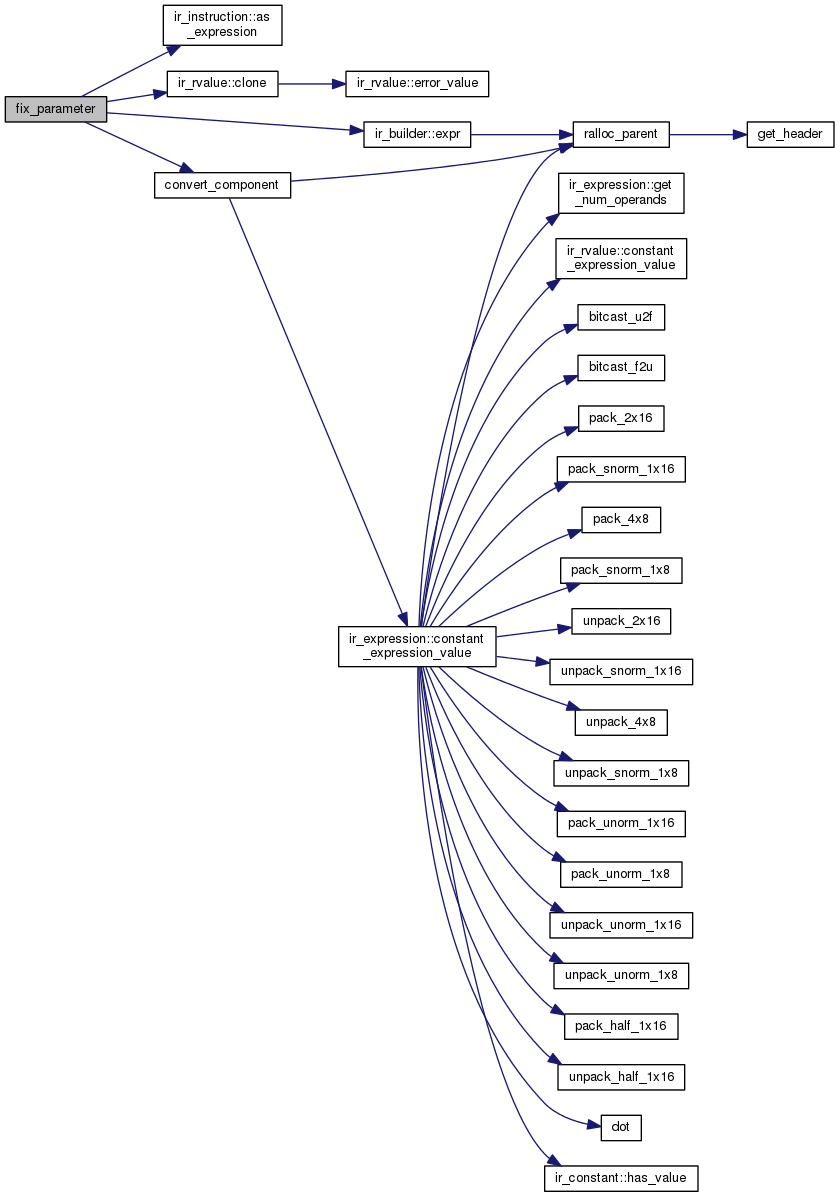 ir_instruction::as
_expression
fix_parameter
ir_rvalue::clone
ir_rvalue::error_value
ir_builder::expr
ralloc_parent
get_header
convert_component
ir_expression::get
_num_operands
ir_rvalue::constant
_expression_value
bitcast_u2f
bitcast_f2u
pack_2x16
pack_snorm_1x16
pack_4x8
pack_snorm_1x8
unpack_2x16
ir_expression::constant
_expression_value
unpack_snorm_1x16
unpack_4x8
unpack_snorm_1x8
pack_unorm_1x16
pack_unorm_1x8
unpack_unorm_1x16
unpack_unorm_1x8
pack_half_1x16
unpack_half_1x16
dot
ir_constant::has_value